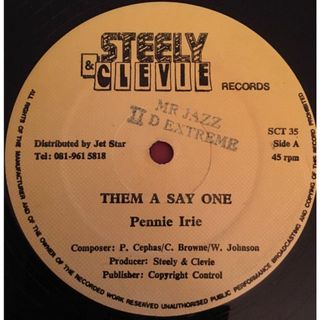 STEELY
& CLEVIE
RECORDS
MR JAZZ
II D EXTREME
Distributed by Jet Star
Tel: 081-961 5818
SCT 35
Side A
45 rpm
THEM A SAY ONE
Pennie Irie
Composer: P. Cephas/C. Browne/W. Johnson
Producer: Steely & Clevie
Publisher: Copyright Control
ALL RIGHTS OF THE MANUFACTURER AND OF THE OWNER OF THE RECORDED WORK RESERVED UNAUTHORISED PUBLIC PERFORMANCE BROADCASTING AND COPYING OF THIS RECORD PROHIBITED